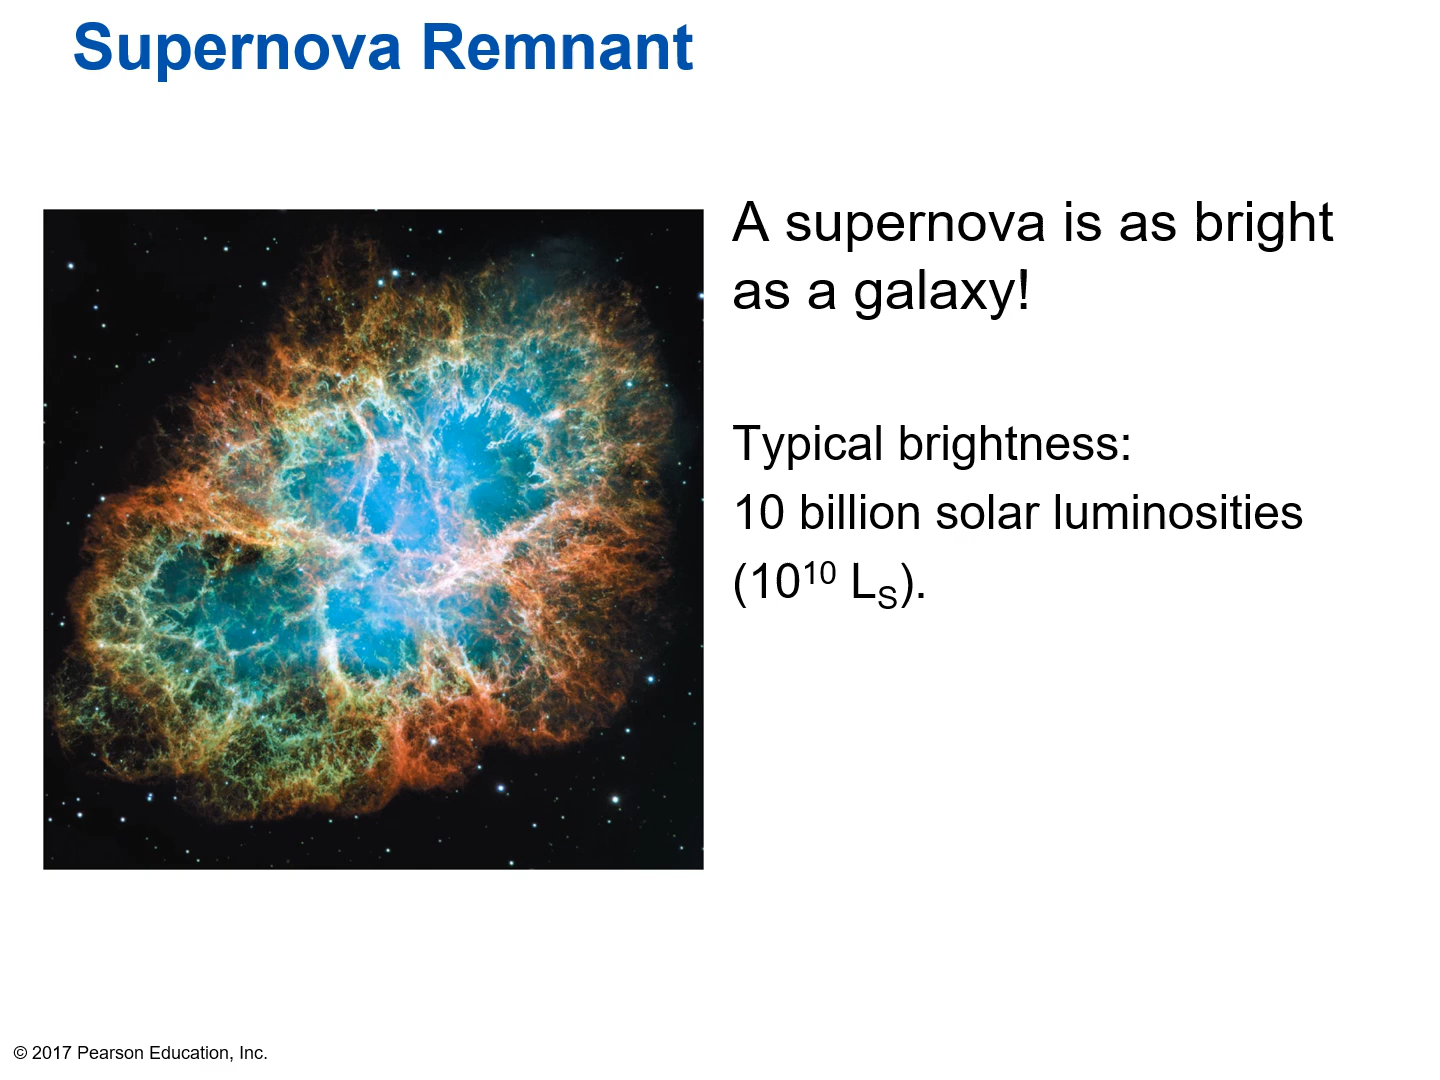 Supernova Remnant
A supernova is as bright
as a galaxy!
Typical brightness:
10 billion solar luminosities
(10¹⁰ Lₛ).
© 2017 Pearson Education, Inc.